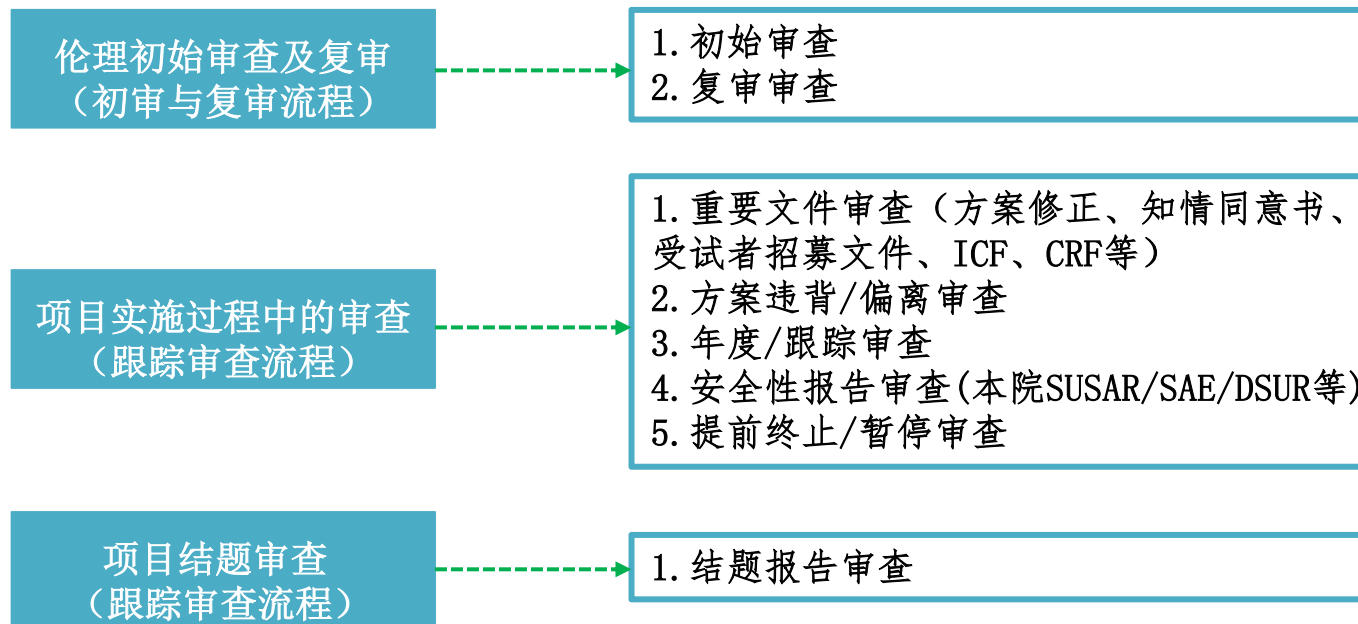 伦理初始审查及复审
（初审与复审流程）
1.初始审查
2.复审审查
项目实施过程中的审查
（跟踪审查流程）
1.重要文件审查（方案修正、知情同意书、
受试者招募文件、ICF、CRF等）
2.方案违背/偏离审查
3.年度/跟踪审查
4.安全性报告审查(本院SUSAR/SAE/DSUR等)
5.提前终止/暂停审查
项目结题审查
（跟踪审查流程）
1.结题报告审查